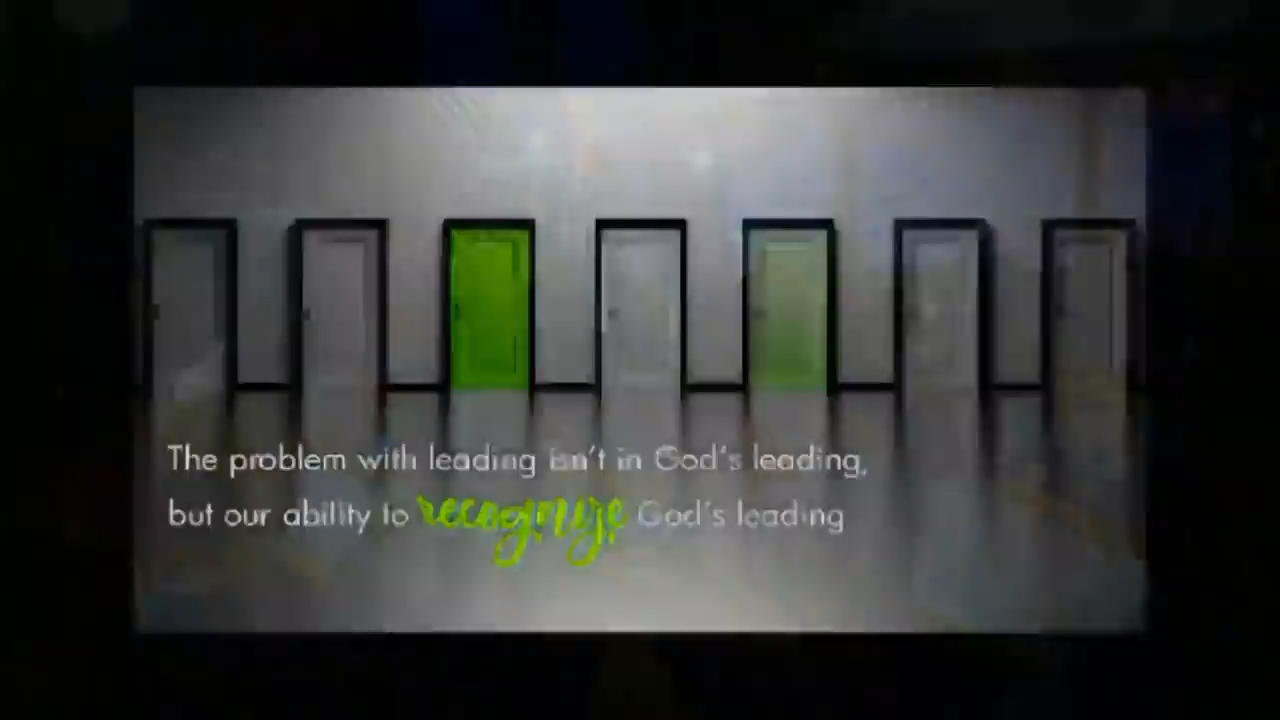 The problem with leading isn't in God's leading,
but our ability to recognize God's leading